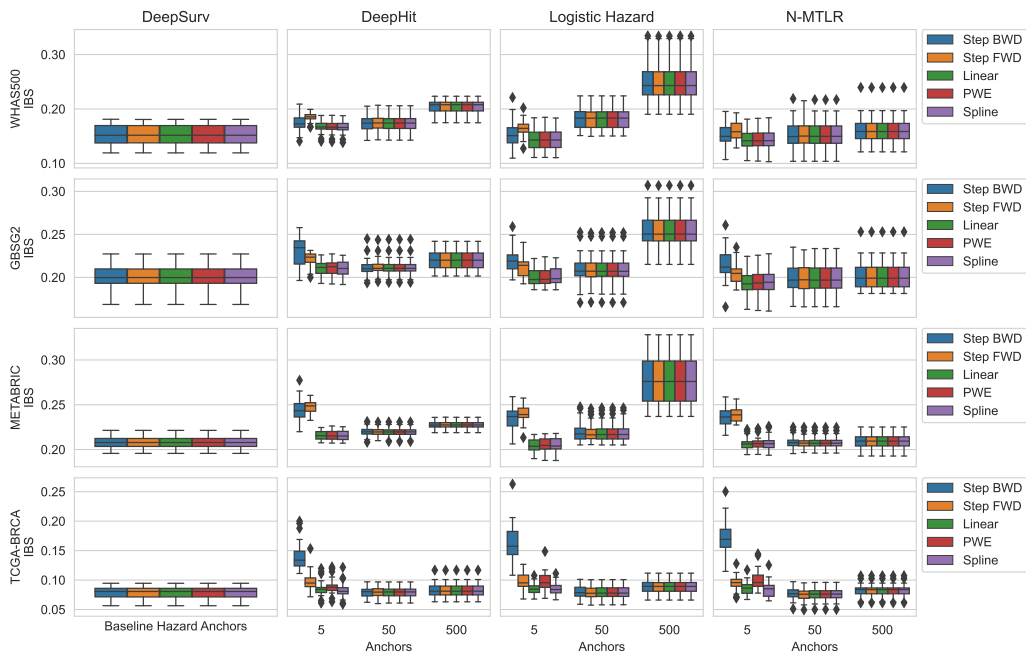 DeepSurv DeepHit Logistic Hazard N-MTLR
WHAS500
IBS
0.30
0.20
0.10
Step BWD
Step FWD
Linear
PWE
Spline
GBSG2
IBS
0.30
0.25
0.20
Step BWD
Step FWD
Linear
PWE
Spline
METABRIC
IBS
0.30
0.25
0.20
Step BWD
Step FWD
Linear
PWE
Spline
TCGA-BRCA
IBS
0.25
0.20
0.15
0.10
0.05
Step BWD
Step FWD
Linear
PWE
Spline
Baseline Hazard Anchors
5 50 500
Anchors
5 50 500
Anchors
5 50 500
Anchors